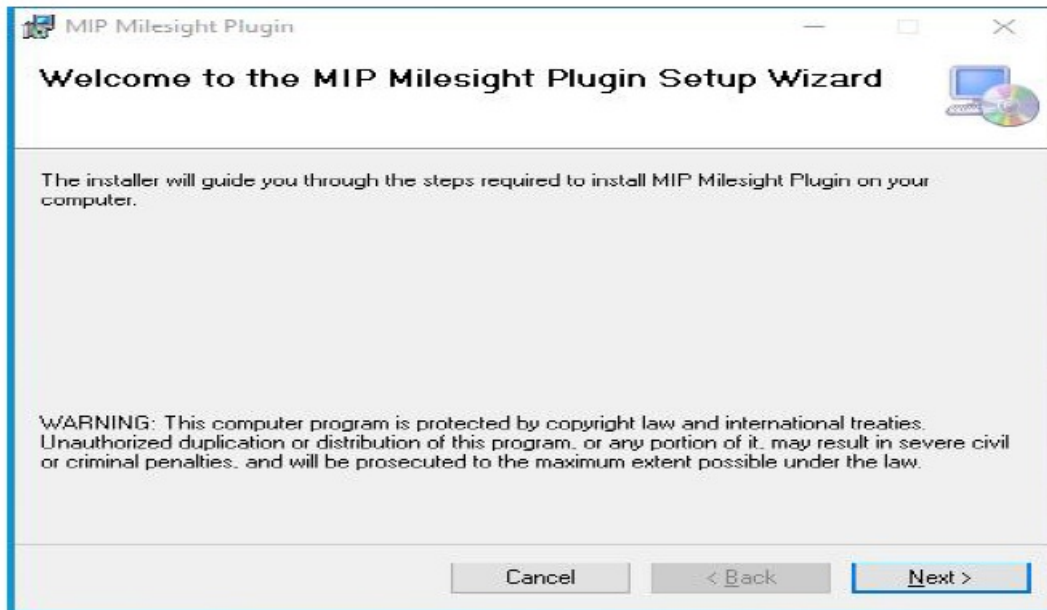 MIP Milesight Plugin
Welcome to the MIP Milesight Plugin Setup Wizard
The installer will guide you through the steps required to install MIP Milesight Plugin on your
computer.
WARNING: This computer program is protected by copyright law and international treaties.
Unauthorized duplication or distribution of this program, or any portion of it, may result in severe civil
or criminal penalties, and will be prosecuted to the maximum extent possible under the law.
Cancel
< Back
Next >